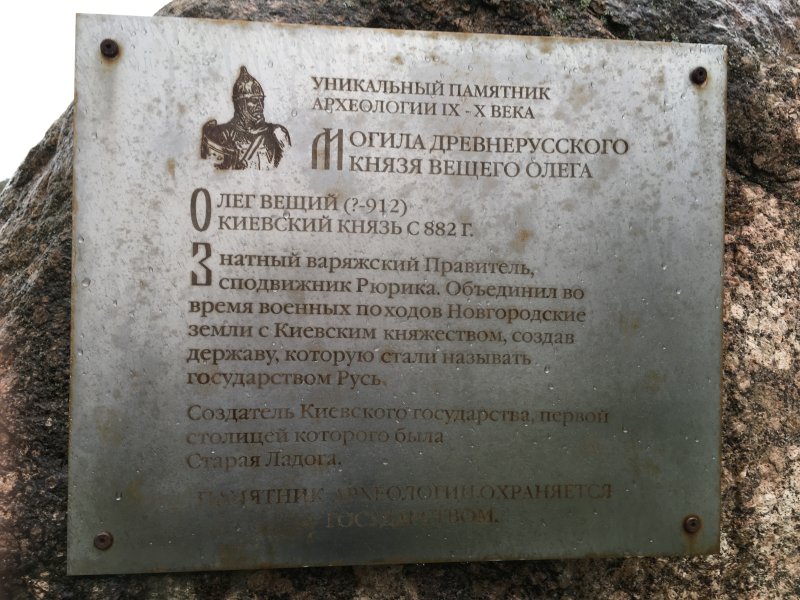 УНИКАЛЬНЫЙ ПАМЯТНИК
АРХЕОЛОГИИ IX - X ВЕКА
МОГИЛА ДРЕВНЕРУССКОГО
КНЯЗЯ ВЕЩЕГО ОЛЕГА
ОЛЕГ ВЕЩИЙ (?-912)
КИЕВСКИЙ КНЯЗЬ С 882 Г.
Знатный варяжский Правитель,
сподвижник Рюрика. Объединил во
время военных походов Новгородские
земли с Киевским княжеством, создав
державу, которую стали называть
государством Русь.
Создатель Киевского государства, первой
столицей которого была
Старая Ладога.
ПАМЯТНИК АРХЕОЛОГИИ ОХРАНЯЕТСЯ
ГОСУДАРСТВОМ.